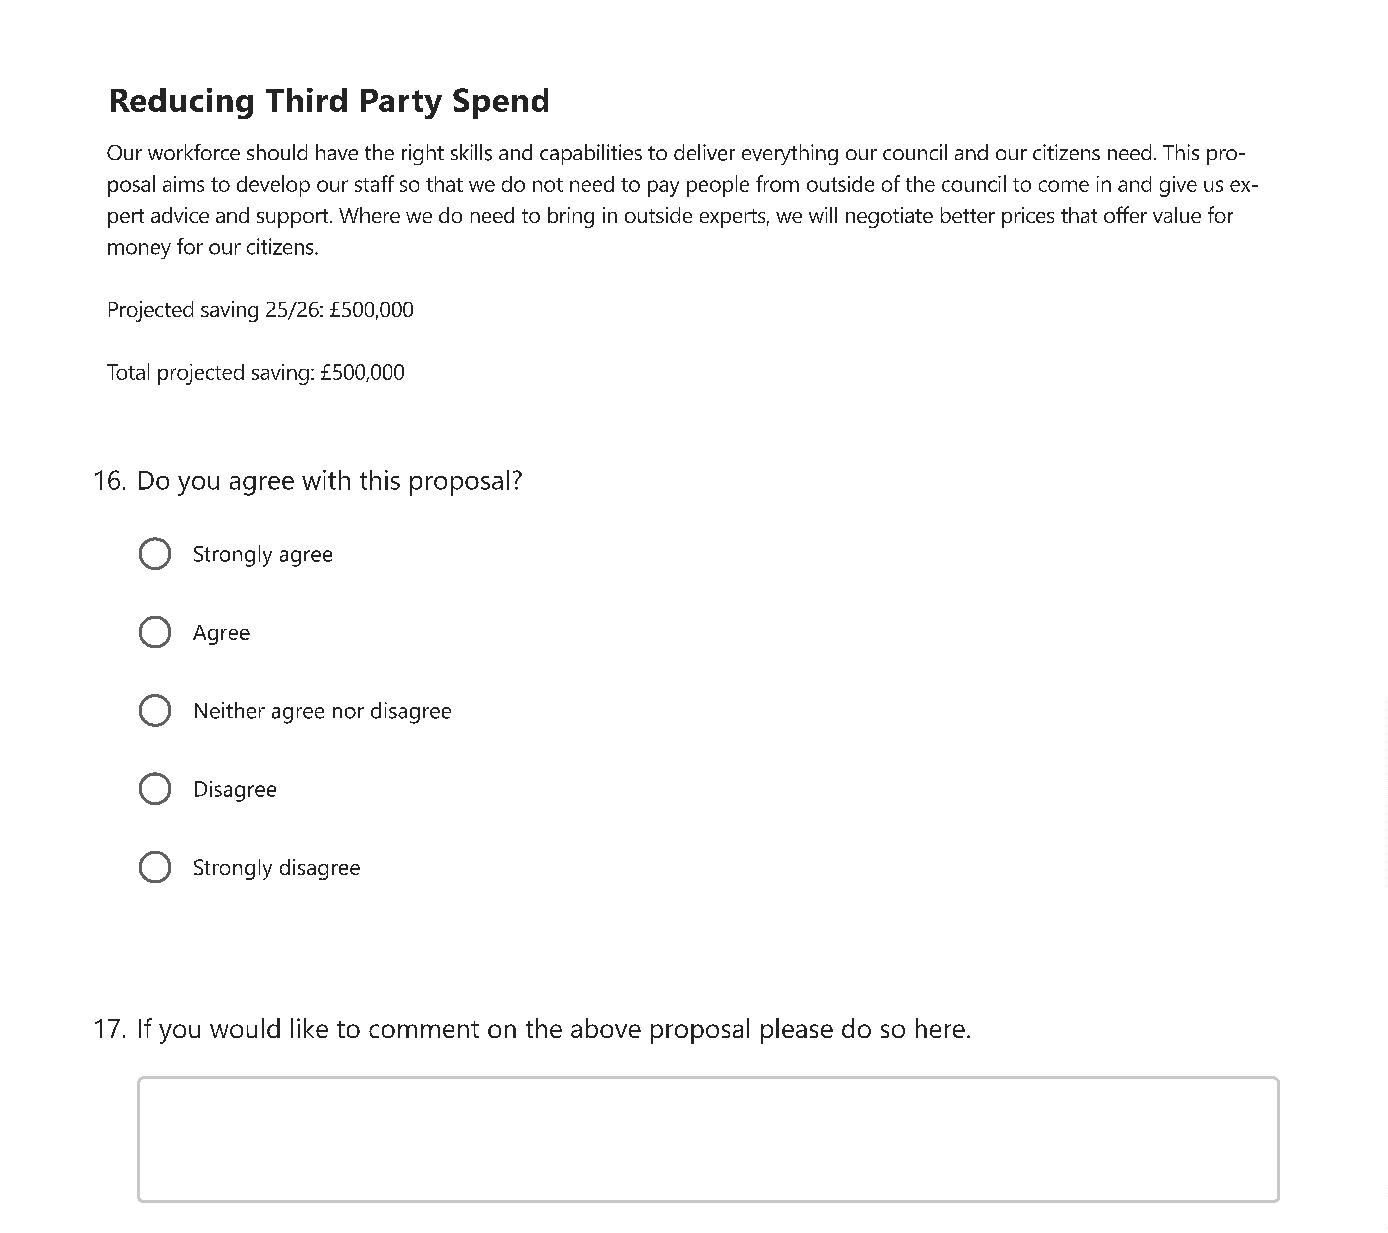 Reducing Third Party Spend
Our workforce should have the right skills and capabilities to deliver everything our council and our citizens need. This pro-
posal aims to develop our staff so that we do not need to pay people from outside of the council to come in and give us ex-
pert advice and support. Where we do need to bring in outside experts, we will negotiate better prices that offer value for
money for our citizens.
Projected saving 25/26: £500,000
Total projected saving: £500,000
16. Do you agree with this proposal?
Strongly agree
Agree
Neither agree nor disagree
Disagree
Strongly disagree
17. If you would like to comment on the above proposal please do so here.